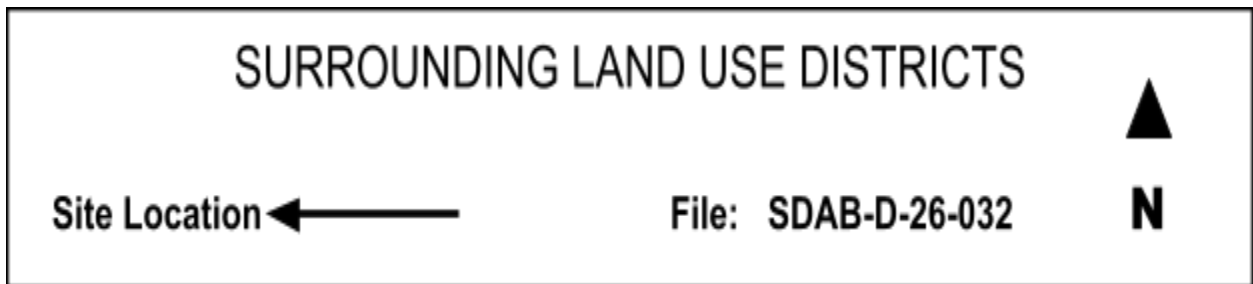 SURROUNDING LAND USE DISTRICTS
Site Location File: SDAB-D-26-032 N